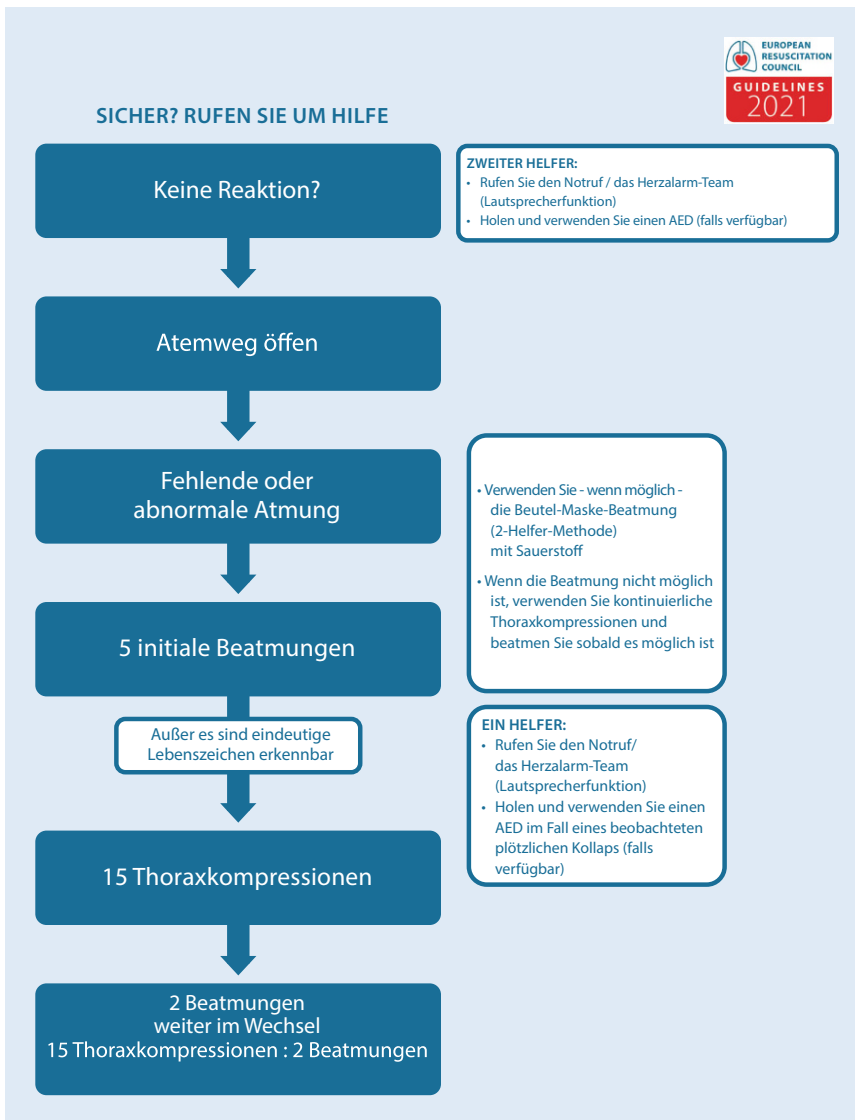 EUROPEAN
RESUSCITATION
COUNCIL
GUIDELINES
2021
SICHER? RUFEN SIE UM HILFE
Keine Reaktion?
ZWEITER HELFER:
• Rufen Sie den Notruf / das Herzalarm-Team
(Lautsprecherfunktion)
• Holen und verwenden Sie einen AED (falls verfügbar)
Atemweg öffen
Fehlende oder
abnormale Atmung
• Verwenden Sie - wenn möglich -
die Beutel-Maske-Beatmung
(2-Helfer-Methode)
mit Sauerstoff
• Wenn die Beatmung nicht möglich
ist, verwenden Sie kontinuierliche
Thoraxkompressionen und
beatmen Sie sobald es möglich ist
5 initiale Beatmungen
Außer es sind eindeutige
Lebenszeichen erkennbar
EIN HELFER:
• Rufen Sie den Notruf/
das Herzalarm-Team
(Lautsprecherfunktion)
• Holen und verwenden Sie einen
AED im Fall eines beobachteten
plötzlichen Kollaps (falls
verfügbar)
15 Thoraxkompressionen
2 Beatmungen
weiter im Wechsel
15 Thoraxkompressionen : 2 Beatmungen